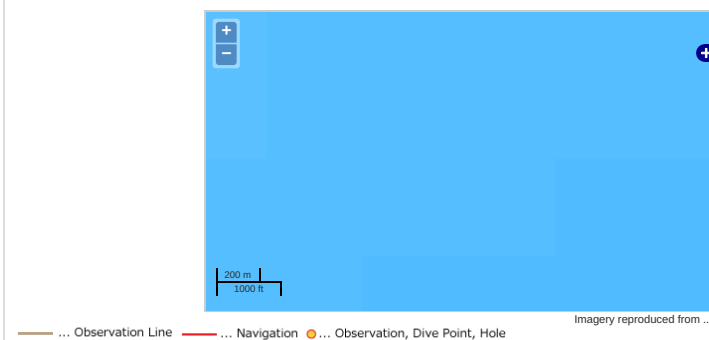 +
−
200 m
1000 ft
Imagery reproduced from ..
... Observation Line ... Navigation ... Observation, Dive Point, Hole